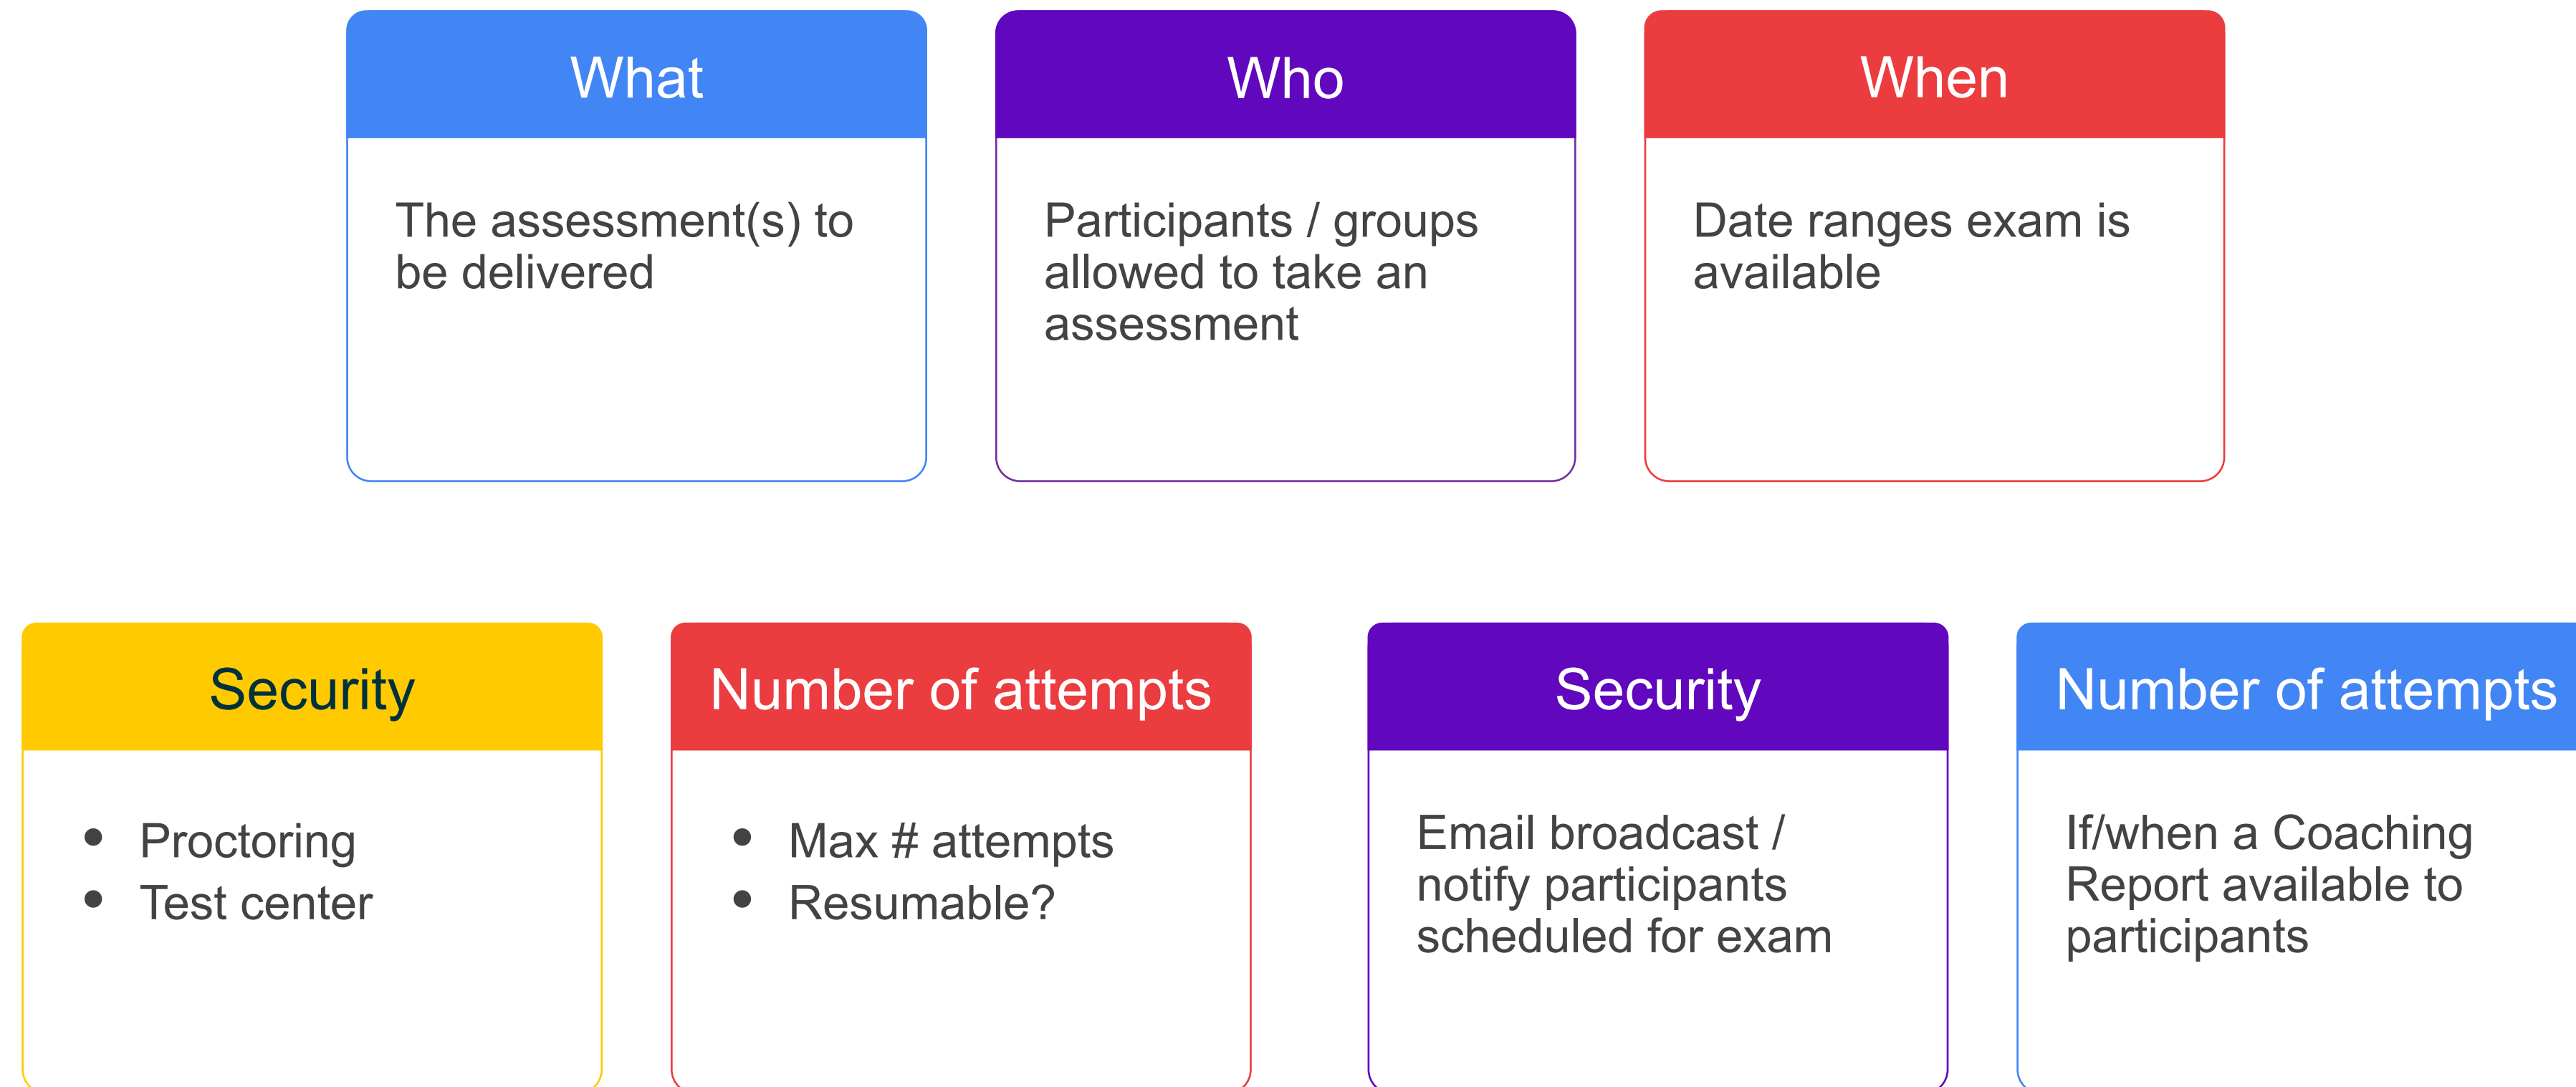 What
The assessment(s) to
be delivered
Who
Participants / groups
allowed to take an
assessment
When
Date ranges exam is
available
Security
• Proctoring
• Test center
Number of attempts
• Max # attempts
• Resumable?
Security
Email broadcast /
notify participants
scheduled for exam
Number of attempts
If/when a Coaching
Report available to
participants